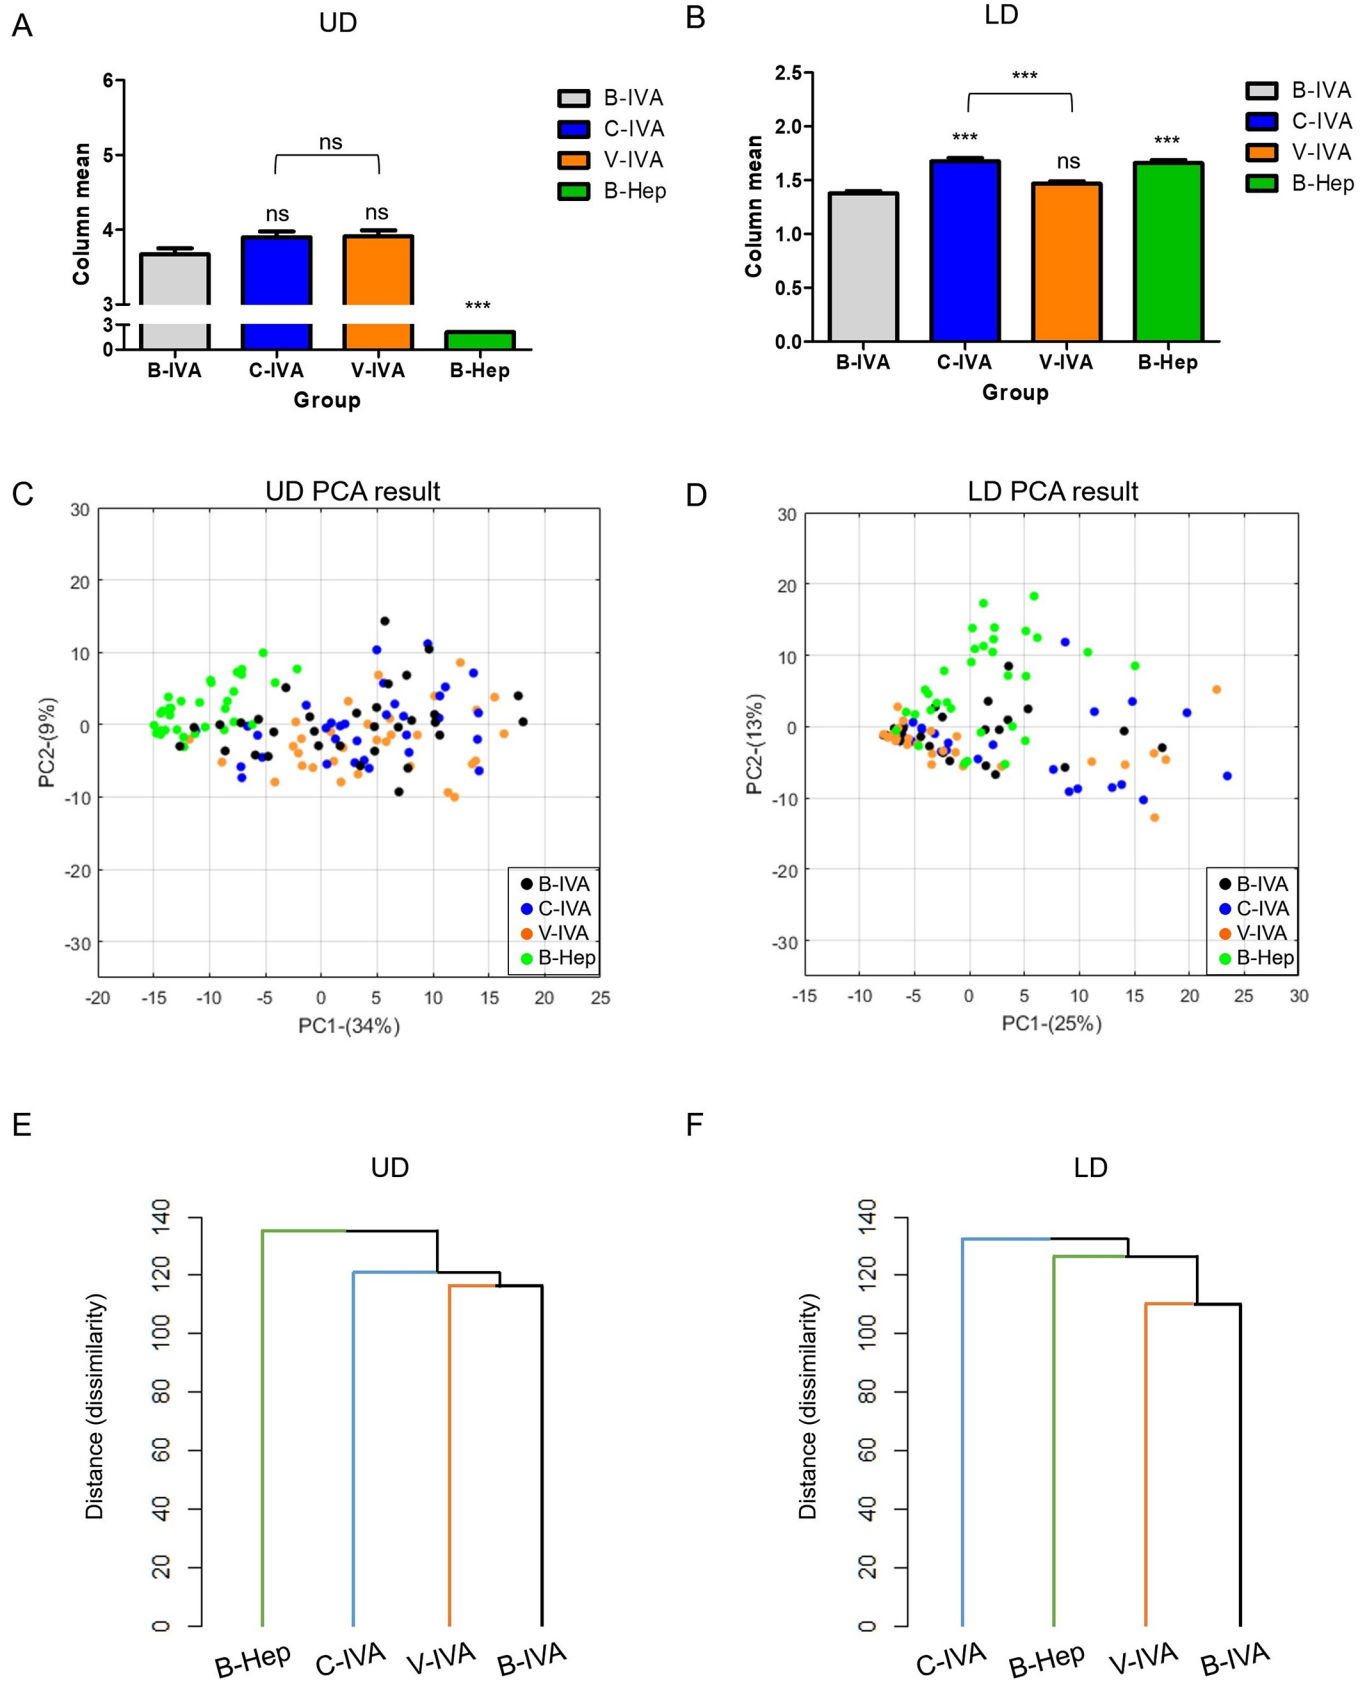 A
UD
6
5
4
3
3
0
Column mean
ns
ns
ns
***
B-IVA
C-IVA
V-IVA
B-Hep
Group
B-IVA
C-IVA
V-IVA
B-Hep
B
LD
2.5
2.0
1.5
1.0
0.5
0.0
Column mean
***
***
ns
***
B-IVA
C-IVA
V-IVA
B-Hep
Group
B-IVA
C-IVA
V-IVA
B-Hep
C
UD PCA result
30
20
10
0
-10
-20
-30
PC2-(9%)
-20 -15 -10 -5 0 5 10 15 20 25
PC1-(34%)
B-IVA
C-IVA
V-IVA
B-Hep
D
LD PCA result
30
20
10
0
-10
-20
-30
PC2-(13%)
-15 -10 -5 0 5 10 15 20 25 30
PC1-(25%)
B-IVA
C-IVA
V-IVA
B-Hep
E
UD
140
120
100
80
60
40
20
0
Distance (dissimilarity)
B-Hep C-IVA V-IVA B-IVA
F
LD
140
120
100
80
60
40
20
0
Distance (dissimilarity)
C-IVA B-Hep V-IVA B-IVA